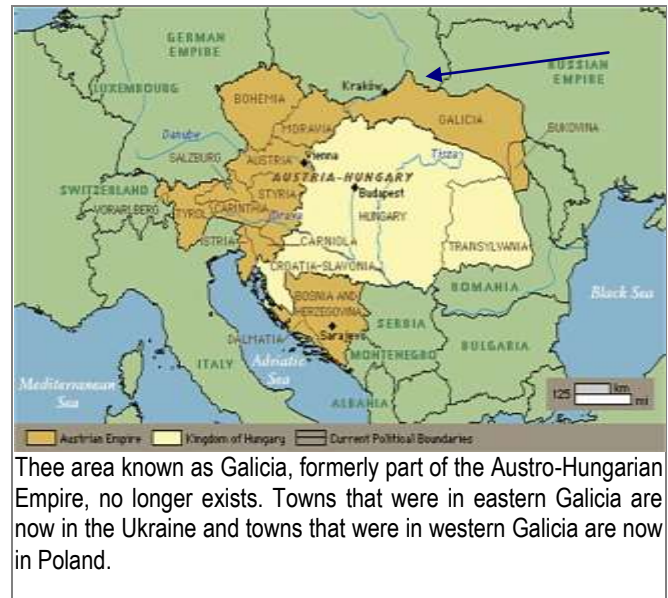 GERMAN
EMPIRE
RUSSIAN
EMPIRE
LUXEMBOURG
Kraków
BOHEMIA
GALICIA
MORAVIA
BUKOVINA
Danube
SALZBURG
AUSTRIA
Vienna
Tisza
AUSTRIA-HUNGARY
SWITZERLAND
STYRIA
Budapest
VORARLBERG
TYROL
CARINTHIA
Drava
HUNGARY
ISTRIA
CARNIOLA
TRANSYLVANIA
CROATIA-SLAVONIA
ROMANIA
Black Sea
BOSNIA AND
HERZEGOVINA
SERBIA
Sarajevo
BULGARIA
DALMATIA
ITALY
Adriatic
Sea
MONTENEGRO
Mediterranean
Sea
ALBANIA
125 km
mi
Austrian Empire Kingdom of Hungary Current Political Boundaries
Thee area known as Galicia, formerly part of the Austro-Hungarian
Empire, no longer exists. Towns that were in eastern Galicia are
now in the Ukraine and towns that were in western Galicia are now
in Poland.